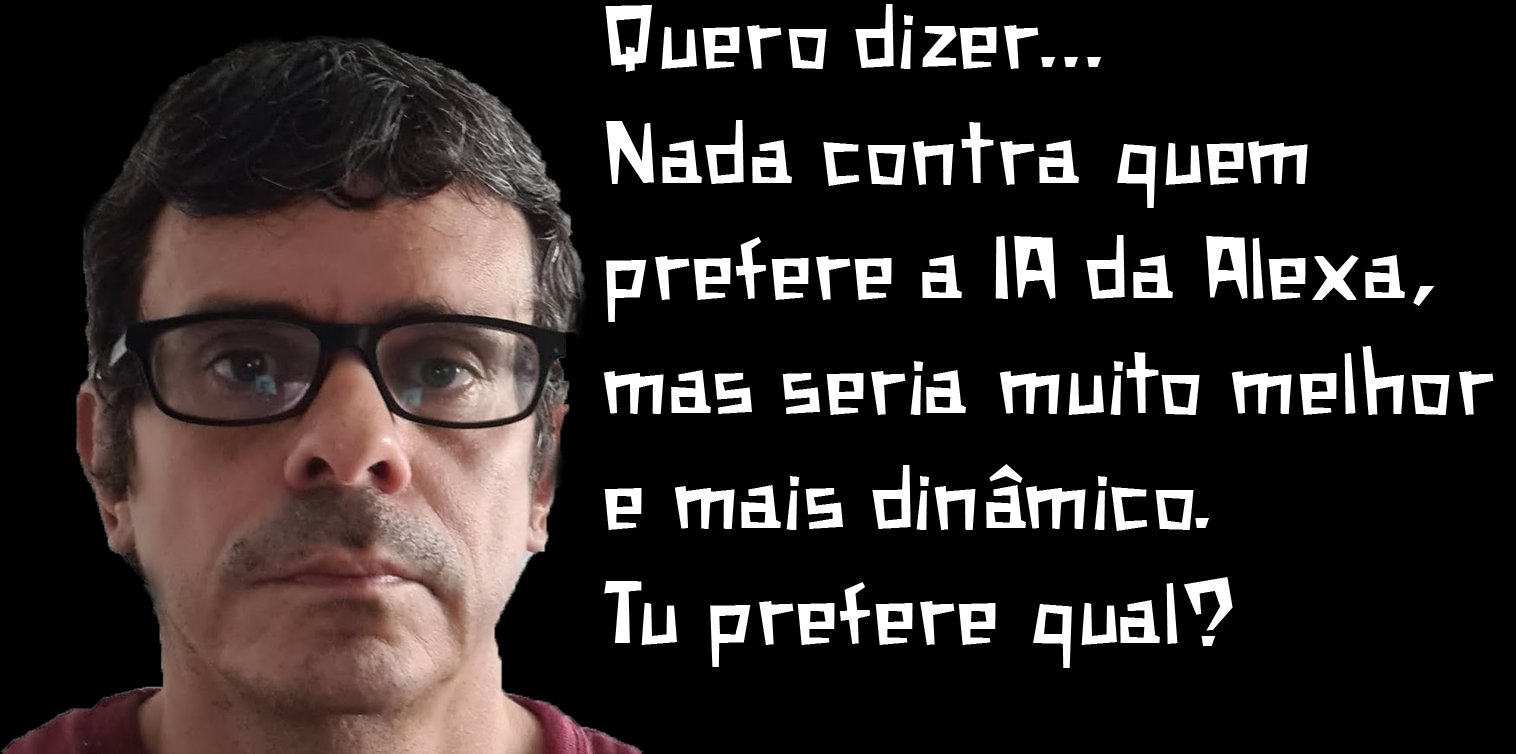 Quero dizer...
Nada contra quem
prefere a IA da Alexa,
mas seria muito melhor
e mais dinâmico.
Tu prefere qual?